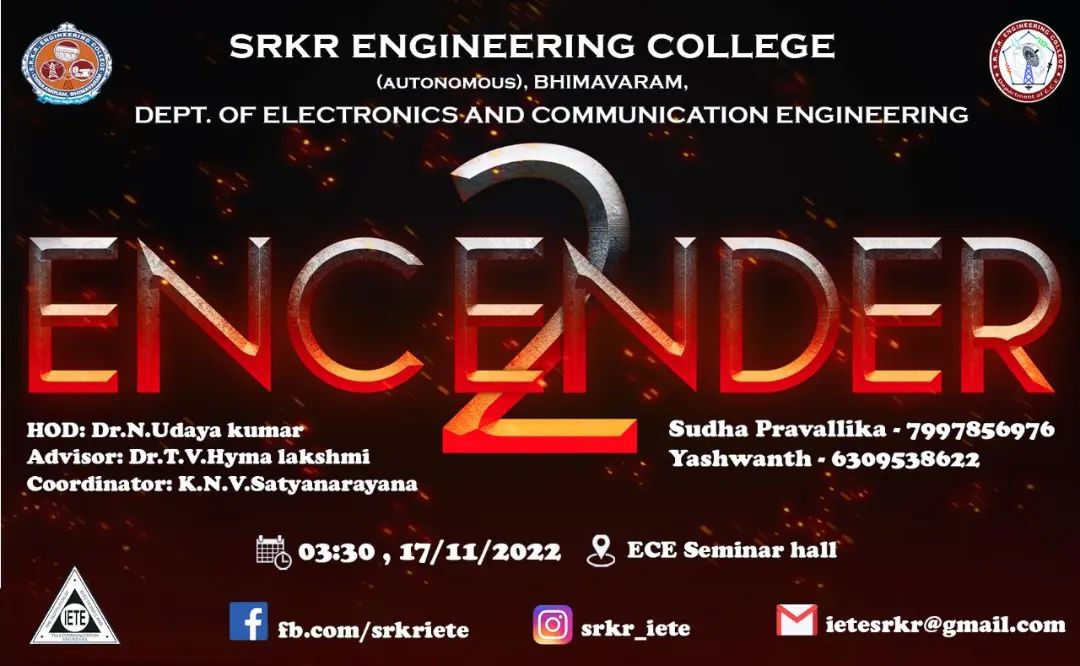 SRKR ENGINEERING COLLEGE
(AUTONOMOUS), BHIMAVARAM,
DEPT. OF ELECTRONICS AND COMMUNICATION ENGINEERING
ENCENDER
2
HOD: Dr.N.Udaya kumar
Advisor: Dr.T.V.Hyma lakshmi
Coordinator: K.N.V.Satyanarayana
Sudha Pravallika - 7997856976
Yashwanth - 6309538622
03:30 , 17/11/2022
ECE Seminar hall
IETE
fb.com/srkriete
srkr_iete
ietesrkr@gmail.com